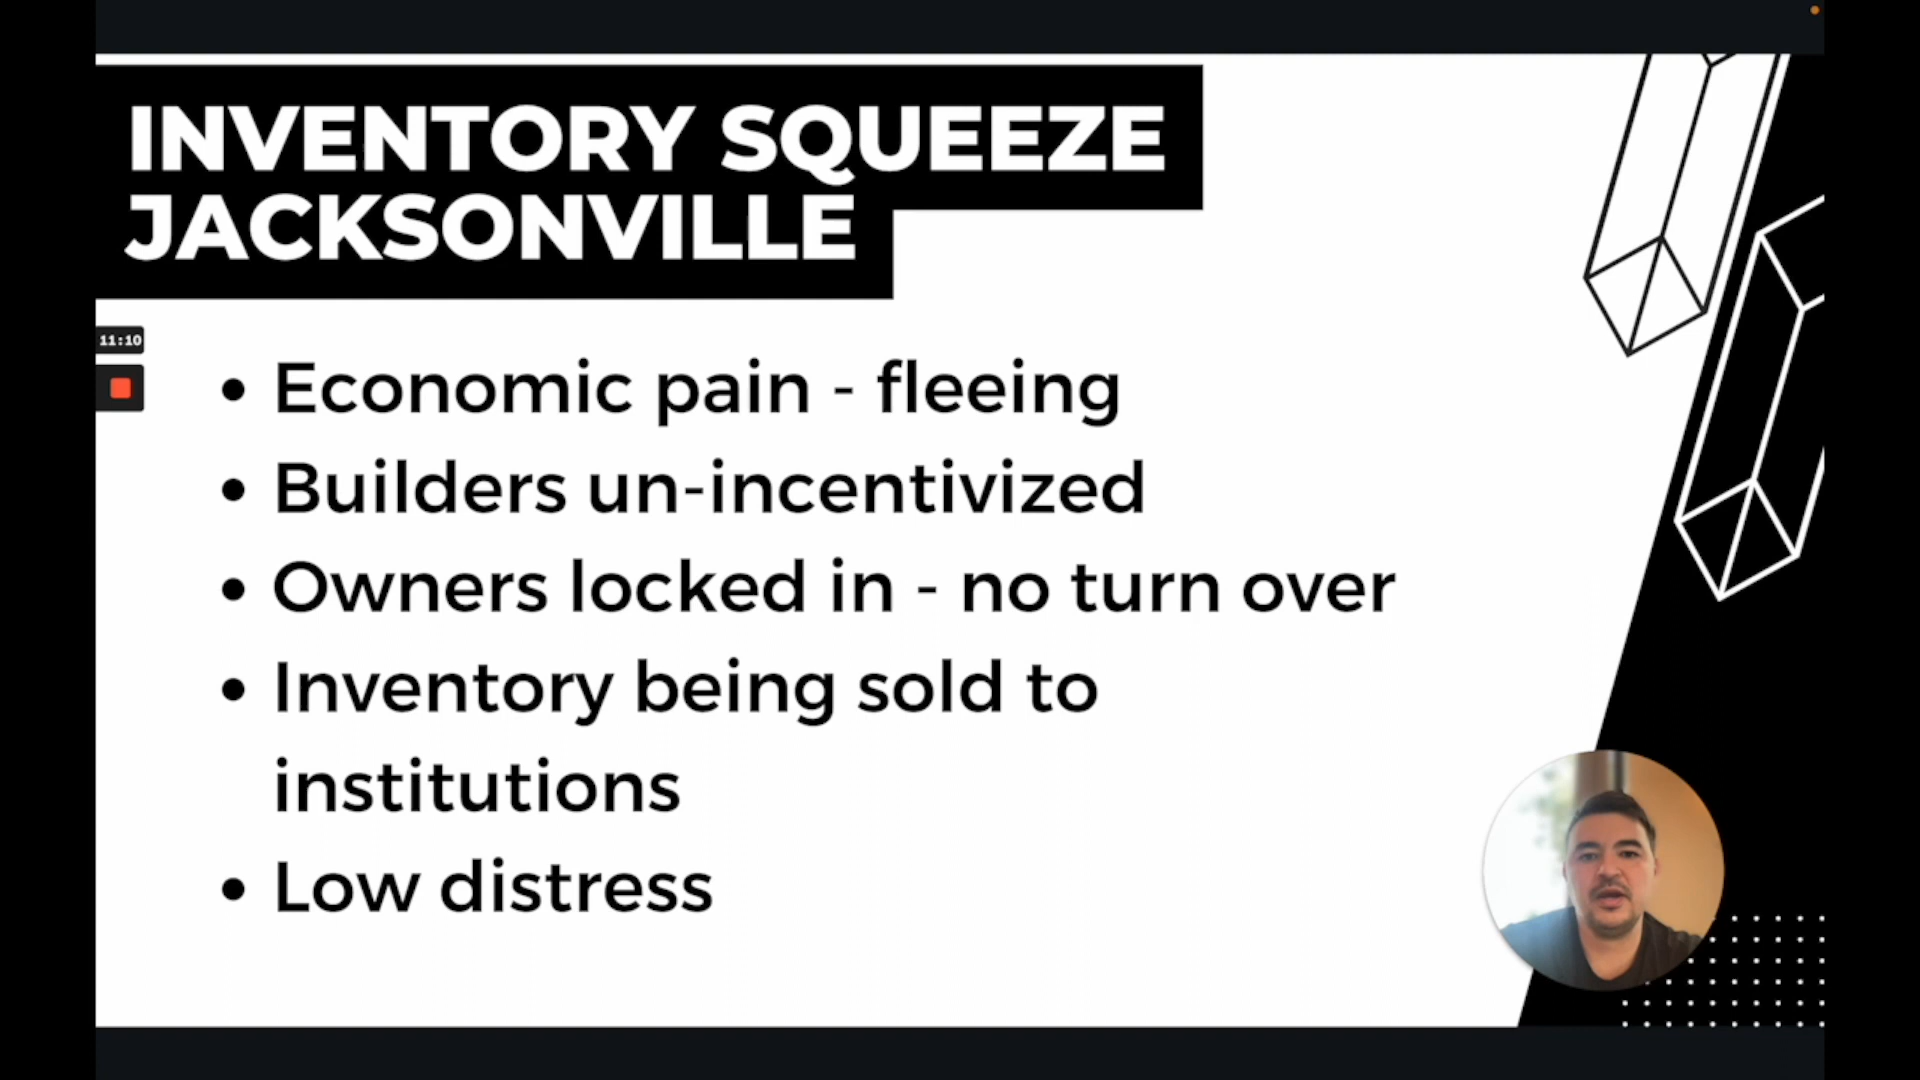 INVENTORY SQUEEZE
JACKSONVILLE
11:10
• Economic pain - fleeing
• Builders un-incentivized
• Owners locked in - no turn over
• Inventory being sold to
institutions
• Low distress